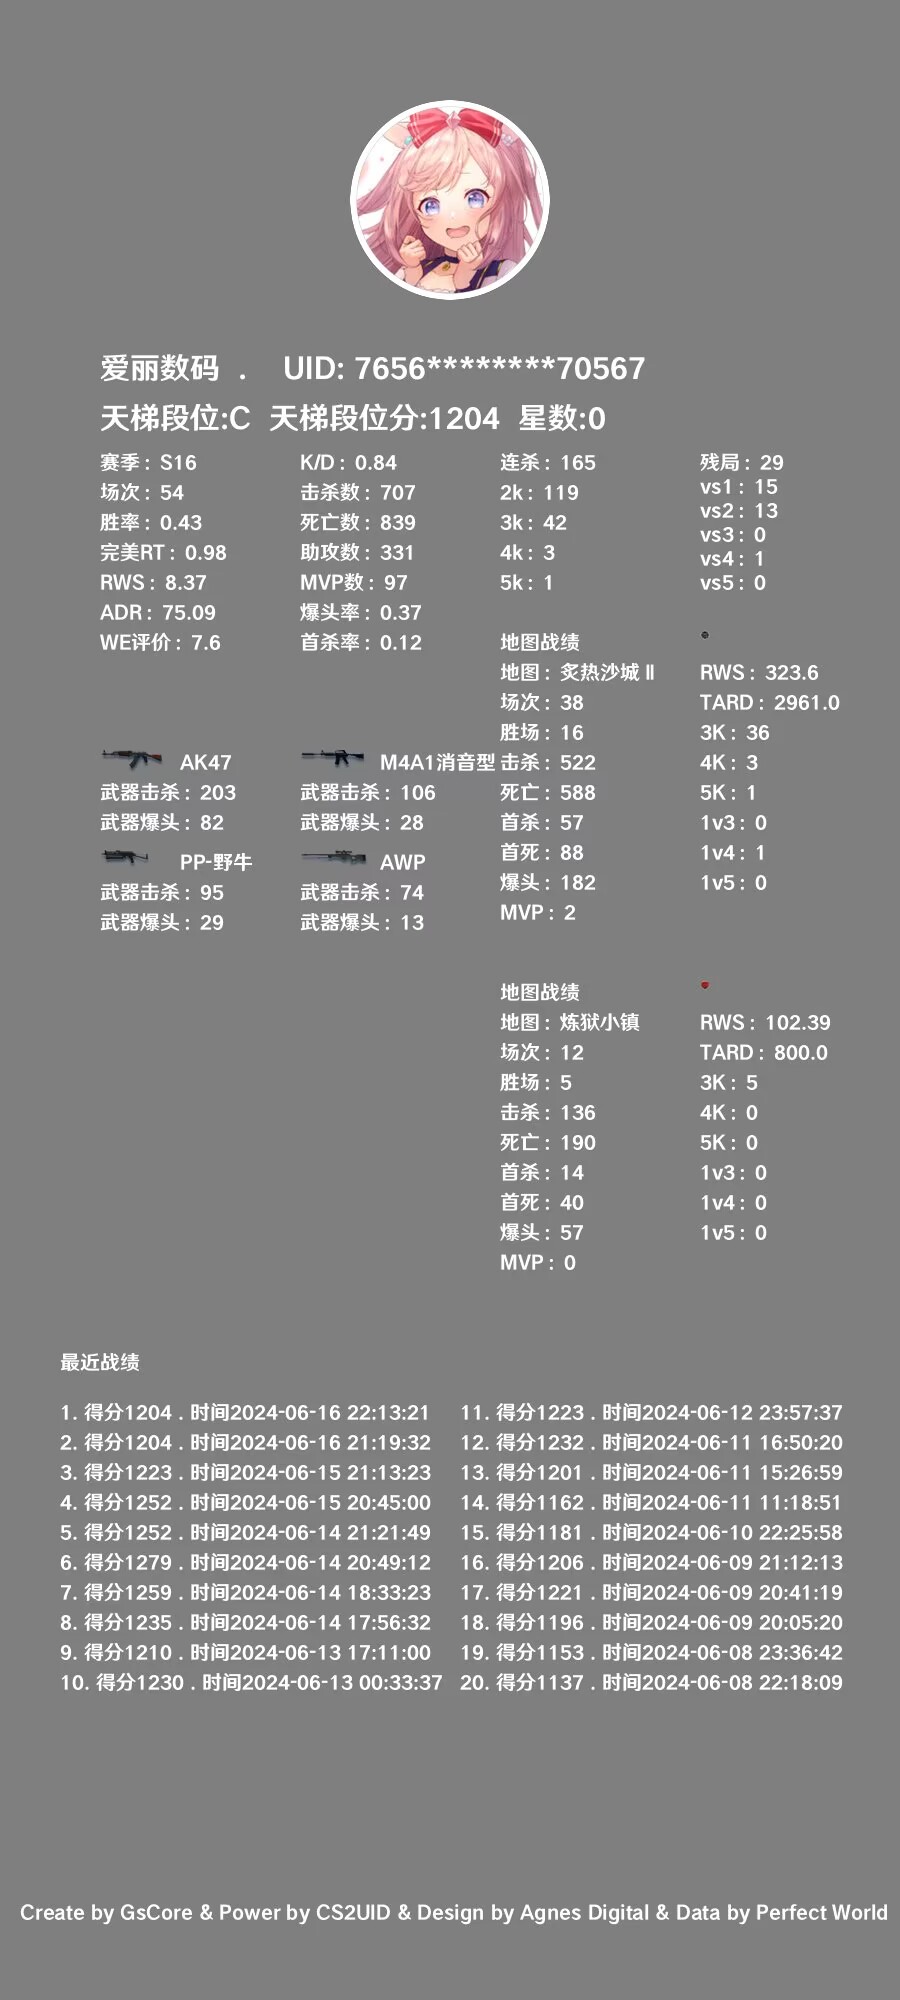 爱丽数码 . UID: 7656********70567
天梯段位:C 天梯段位分:1204 星数:0
赛季: S16
场次: 54
胜率: 0.43
完美RT: 0.98
RWS: 8.37
ADR: 75.09
WE评价: 7.6
K/D: 0.84
击杀数: 707
死亡数: 839
助攻数: 331
MVP数: 97
爆头率: 0.37
首杀率: 0.12
连杀: 165
2k: 119
3k: 42
4k: 3
5k: 1
残局: 29
vs1: 15
vs2: 13
vs3: 0
vs4: 1
vs5: 0
AK47
武器击杀: 203
武器爆头: 82
M4A1消音型
武器击杀: 106
武器爆头: 28
PP-野牛
武器击杀: 95
武器爆头: 29
AWP
武器击杀: 74
武器爆头: 13
地图战绩
地图: 炙热沙城 II
场次: 38
胜场: 16
击杀: 522
死亡: 588
首杀: 57
首死: 88
爆头: 182
MVP: 2
RWS: 323.6
TARD: 2961.0
3K: 36
4K: 3
5K: 1
1v3: 0
1v4: 1
1v5: 0
地图战绩
地图: 炼狱小镇
场次: 12
胜场: 5
击杀: 136
死亡: 190
首杀: 14
首死: 40
爆头: 57
MVP: 0
RWS: 102.39
TARD: 800.0
3K: 5
4K: 0
5K: 0
1v3: 0
1v4: 0
1v5: 0
最近战绩
1. 得分1204 . 时间2024-06-16 22:13:21
2. 得分1204 . 时间2024-06-16 21:19:32
3. 得分1223 . 时间2024-06-15 21:13:23
4. 得分1252 . 时间2024-06-15 20:45:00
5. 得分1252 . 时间2024-06-14 21:21:49
6. 得分1279 . 时间2024-06-14 20:49:12
7. 得分1259 . 时间2024-06-14 18:33:23
8. 得分1235 . 时间2024-06-14 17:56:32
9. 得分1210 . 时间2024-06-13 17:11:00
10. 得分1230 . 时间2024-06-13 00:33:37
11. 得分1223 . 时间2024-06-12 23:57:37
12. 得分1232 . 时间2024-06-11 16:50:20
13. 得分1201 . 时间2024-06-11 15:26:59
14. 得分1162 . 时间2024-06-11 11:18:51
15. 得分1181 . 时间2024-06-10 22:25:58
16. 得分1206 . 时间2024-06-09 21:12:13
17. 得分1221 . 时间2024-06-09 20:41:19
18. 得分1196 . 时间2024-06-09 20:05:20
19. 得分1153 . 时间2024-06-08 23:36:42
20. 得分1137 . 时间2024-06-08 22:18:09
Create by GsCore & Power by CS2UID & Design by Agnes Digital & Data by Perfect World